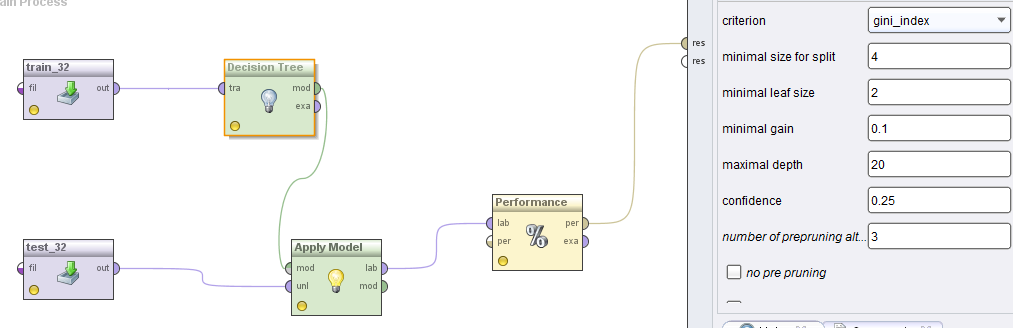 ain Process
train_32
fil out
Decision Tree
tra mod
exa
test_32
fil out
Apply Model
mod lab
unl mod
Performance
lab per
per exa
%
res
res
criterion gini_index
minimal size for split 4
minimal leaf size 2
minimal gain 0.1
maximal depth 20
confidence 0.25
number of prepruning alt... 3
no pre pruning